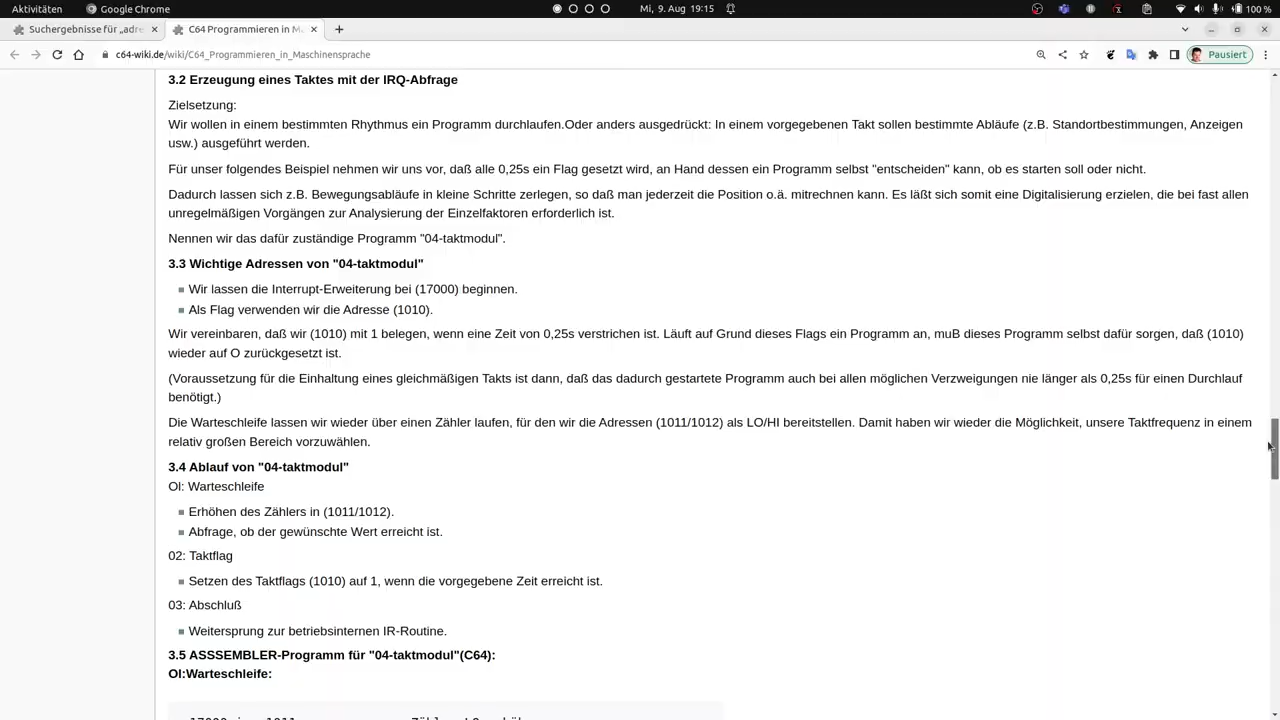 Aktivitäten
Google Chrome
Mi, 9. Aug 19:15
100 %
Suchergebnisse für „adre
C64 Programmieren in M
c64-wiki.de/wiki/C64_Programmieren_in_Maschinensprache
Pausiert
3.2 Erzeugung eines Taktes mit der IRQ-Abfrage
Zielsetzung:
Wir wollen in einem bestimmten Rhythmus ein Programm durchlaufen.Oder anders ausgedrückt: In einem vorgegebenen Takt sollen bestimmte Abläufe (z.B. Standortbestimmungen, Anzeigen
usw.) ausgeführt werden.
Für unser folgendes Beispiel nehmen wir uns vor, daß alle 0,25s ein Flag gesetzt wird, an Hand dessen ein Programm selbst "entscheiden" kann, ob es starten soll oder nicht.
Dadurch lassen sich z.B. Bewegungsabläufe in kleine Schritte zerlegen, so daß man jederzeit die Position o.ä. mitrechnen kann. Es läßt sich somit eine Digitalisierung erzielen, die bei fast allen
unregelmäßigen Vorgängen zur Analysierung der Einzelfaktoren erforderlich ist.
Nennen wir das dafür zuständige Programm "04-taktmodul".
3.3 Wichtige Adressen von "04-taktmodul"
Wir lassen die Interrupt-Erweiterung bei (17000) beginnen.
Als Flag verwenden wir die Adresse (1010).
Wir vereinbaren, daß wir (1010) mit 1 belegen, wenn eine Zeit von 0,25s verstrichen ist. Läuft auf Grund dieses Flags ein Programm an, muB dieses Programm selbst dafür sorgen, daß (1010)
wieder auf O zurückgesetzt ist.
(Voraussetzung für die Einhaltung eines gleichmäßigen Takts ist dann, daß das dadurch gestartete Programm auch bei allen möglichen Verzweigungen nie länger als 0,25s für einen Durchlauf
benötigt.)
Die Warteschleife lassen wir wieder über einen Zähler laufen, für den wir die Adressen (1011/1012) als LO/HI bereitstellen. Damit haben wir wieder die Möglichkeit, unsere Taktfrequenz in einem
relativ großen Bereich vorzuwählen.
3.4 Ablauf von "04-taktmodul"
Ol: Warteschleife
Erhöhen des Zählers in (1011/1012).
Abfrage, ob der gewünschte Wert erreicht ist.
02: Taktflag
Setzen des Taktflags (1010) auf 1, wenn die vorgegebene Zeit erreicht ist.
03: Abschluß
Weitersprung zur betriebsinternen IR-Routine.
3.5 ASSSEMBLER-Programm für "04-taktmodul"(C64):
Ol:Warteschleife: